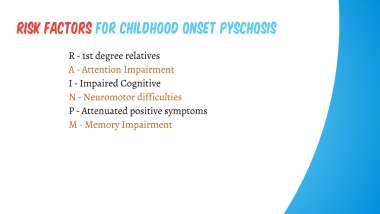 RISK FACTORS FOR CHILDHOOD ONSET PYSCHOSIS
R - 1st degree relatives
A - Attention Impairment
I - Impaired Cognitive
N - Neuromotor difficulties
P - Attenuated positive symptoms
M - Memory Impairment